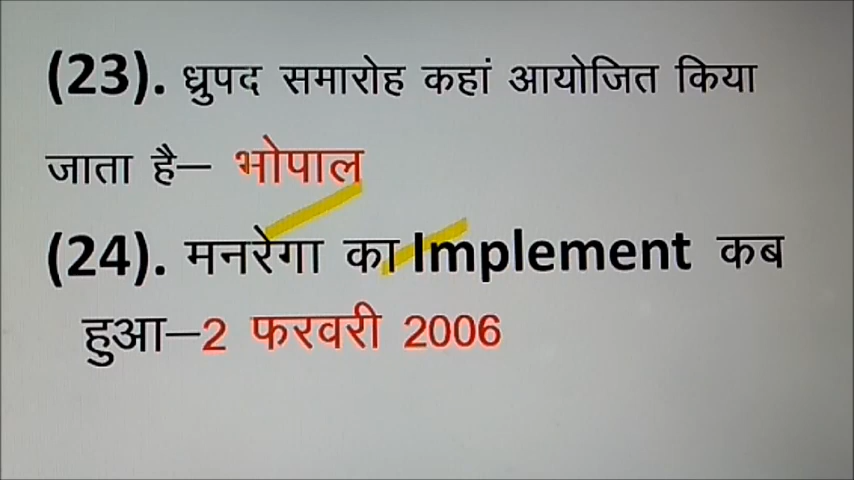 (23). ध्रुपद समारोह कहां आयोजित किया
जाता है– भोपाल
(24). मनरेगा का Implement कब
हुआ–2 फरवरी 2006